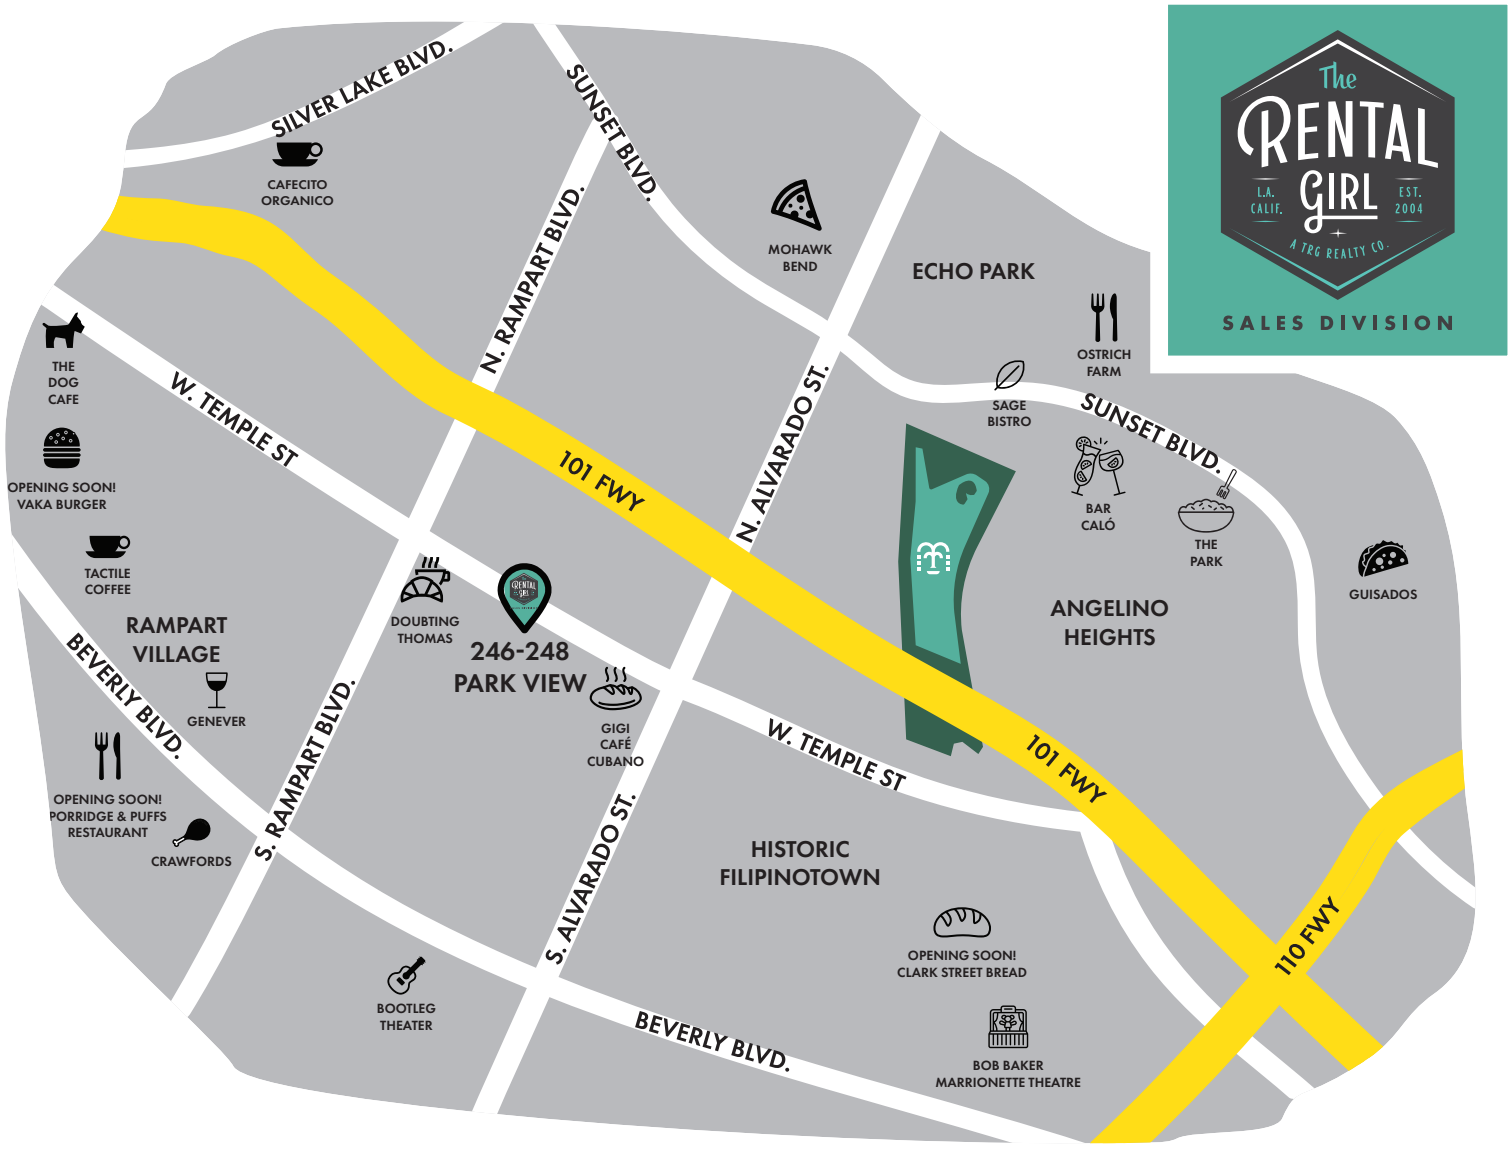 The
RENTAL
GIRL
L.A.
CALIF.
EST.
2004
A TRG REALTY CO.
SALES DIVISION
SILVER LAKE BLVD.
SUNSET BLVD.
CAFECITO
ORGANICO
N. RAMPART BLVD.
MOHAWK
BEND
ECHO PARK
OSTRICH
FARM
SAGE
BISTRO
SUNSET BLVD.
THE
DOG
CAFE
W. TEMPLE ST
N. ALVARADO ST.
101 FWY
OPENING SOON!
VAKA BURGER
BAR
CALÓ
THE
PARK
TACTILE
COFFEE
GUISADOS
RAMPART
VILLAGE
DOUBTING
THOMAS
RENTAL
GIRL
246-248
PARK VIEW
ANGELINO
HEIGHTS
BEVERLY BLVD.
GENEVER
S. RAMPART BLVD.
GIGI
CAFÉ
CUBANO
W. TEMPLE ST
101 FWY
OPENING SOON!
PORRIDGE & PUFFS
RESTAURANT
CRAWFORDS
S. ALVARADO ST.
HISTORIC
FILIPINOTOWN
110 FWY
OPENING SOON!
CLARK STREET BREAD
BOOTLEG
THEATER
BEVERLY BLVD.
BOB BAKER
MARRIONETTE THEATRE